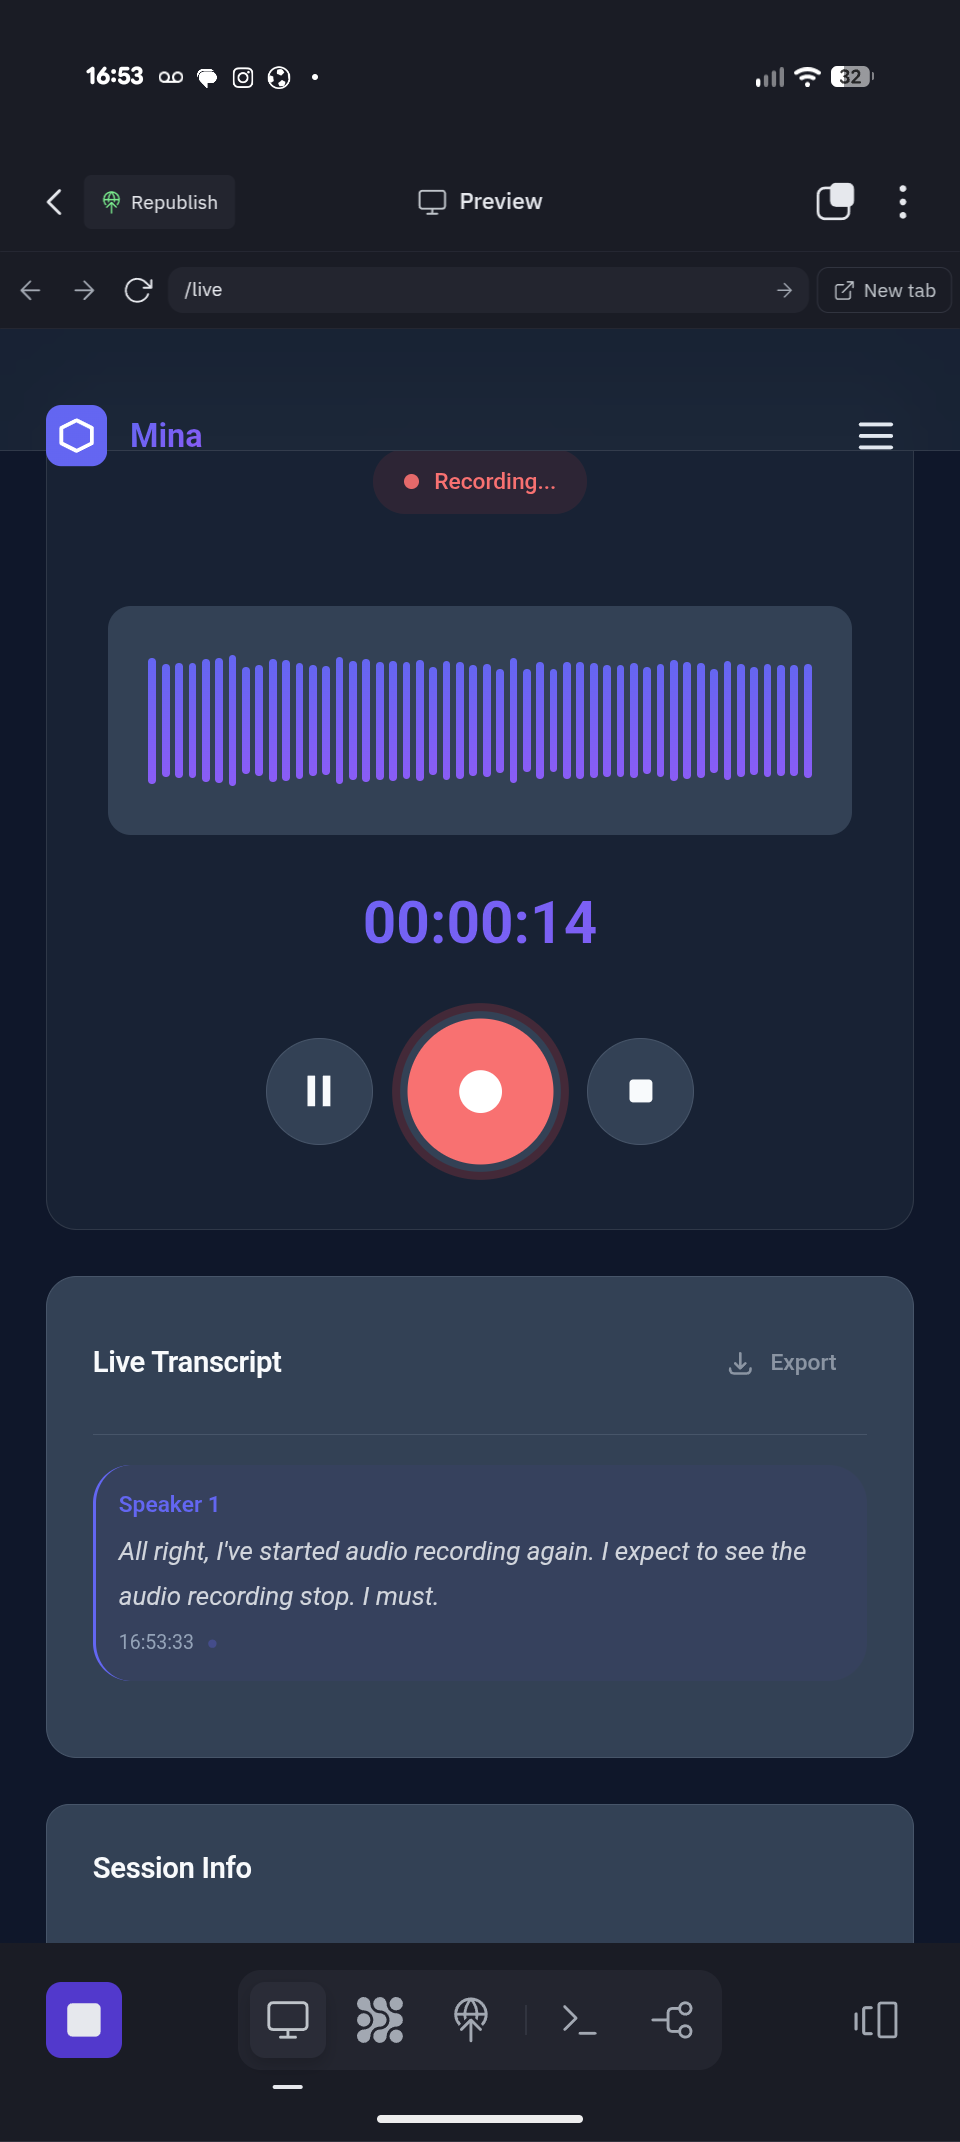 16:53
32
Republish
Preview
/live
New tab
Mina
Recording...
00:00:14
Live Transcript
Export
Speaker 1
All right, I've started audio recording again. I expect to see the
audio recording stop. I must.
16:53:33
Session Info